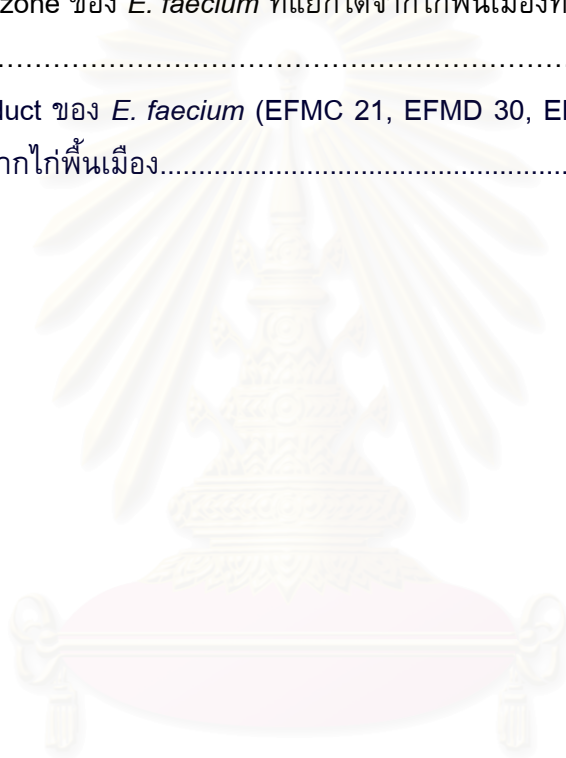 zone ของ E. faecium ที่แยกได้จากไก่พื้นเมือง
................................................................
duct ของ E. faecium (EFMC 21, EFMD 30,
ากไก่พื้นเมือง................................................................